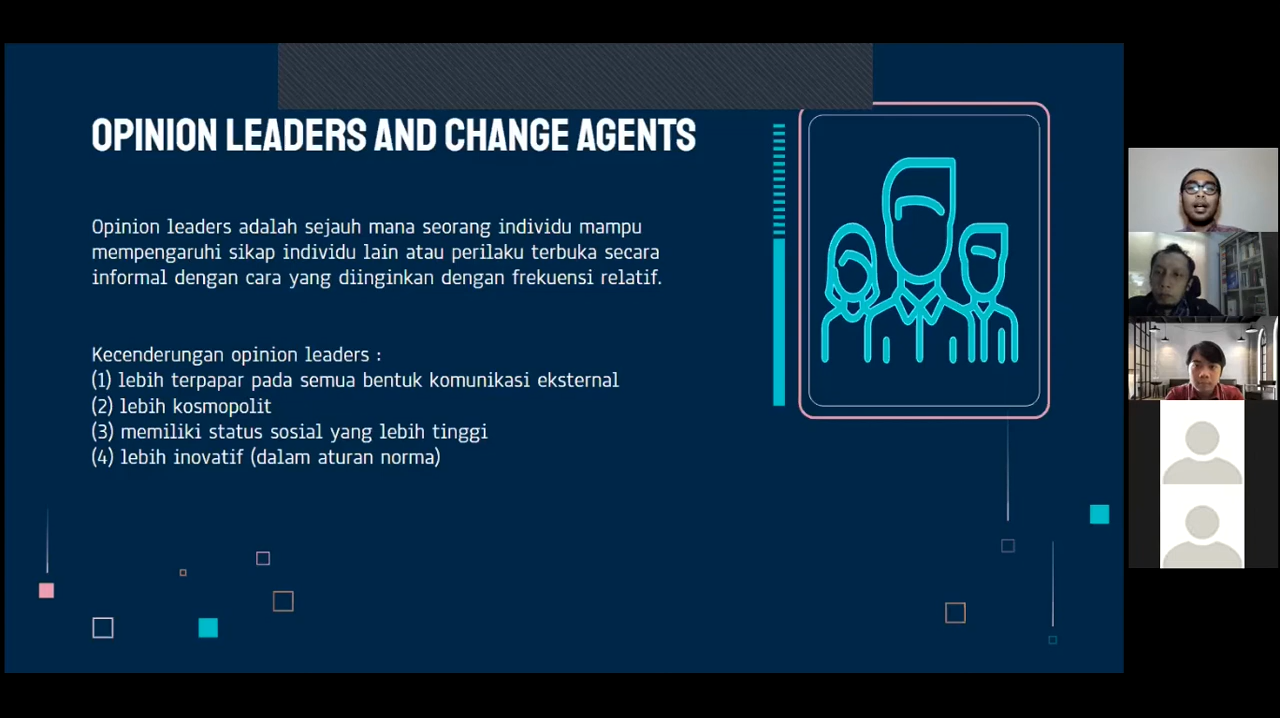 OPINION LEADERS AND CHANGE AGENTS
Opinion leaders adalah sejauh mana seorang individu mampu
mempengaruhi sikap individu lain atau perilaku terbuka secara
informal dengan cara yang diinginkan dengan frekuensi relatif.
Kecenderungan opinion leaders :
(1) lebih terpapar pada semua bentuk komunikasi eksternal
(2) lebih kosmopolit
(3) memiliki status sosial yang lebih tinggi
(4) lebih inovatif (dalam aturan norma)